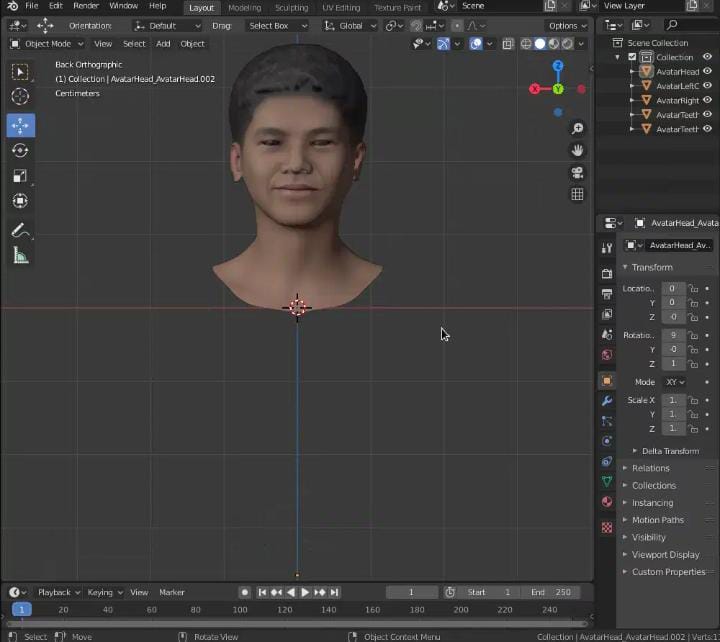 File Edit Render Window Help Layout Modeling Sculpting UV Editing Texture Paint Scene View Layer
Orientation: Default Drag: Select Box Global Options
Object Mode View Select Add Object
Back Orthographic
(1) Collection | AvatarHead_AvatarHead.002
Centimeters
Z
X
Y
Scene Collection
Collection
AvatarHead
AvatarLeftC
AvatarRight
AvatarTeeth
AvatarTeeth
AvatarHead_Avata
AvatarHead_Av..
Transform
Locatio.. 0
Y 0
Z -0
Rotatio.. 9
Y -0
Z 1
Mode XY
Scale X 1.
Y 1.
Z 1.
Delta Transform
Relations
Collections
Instancing
Motion Paths
Visibility
Viewport Display
Custom Properties
Playback Keying View Marker 1 Start 1 End 250
1 20 40 60 80 100 120 140 160 180 200 220 240
Select Move Rotate View Object Context Menu Collection | AvatarHead_AvatarHead.002 | Verts:1